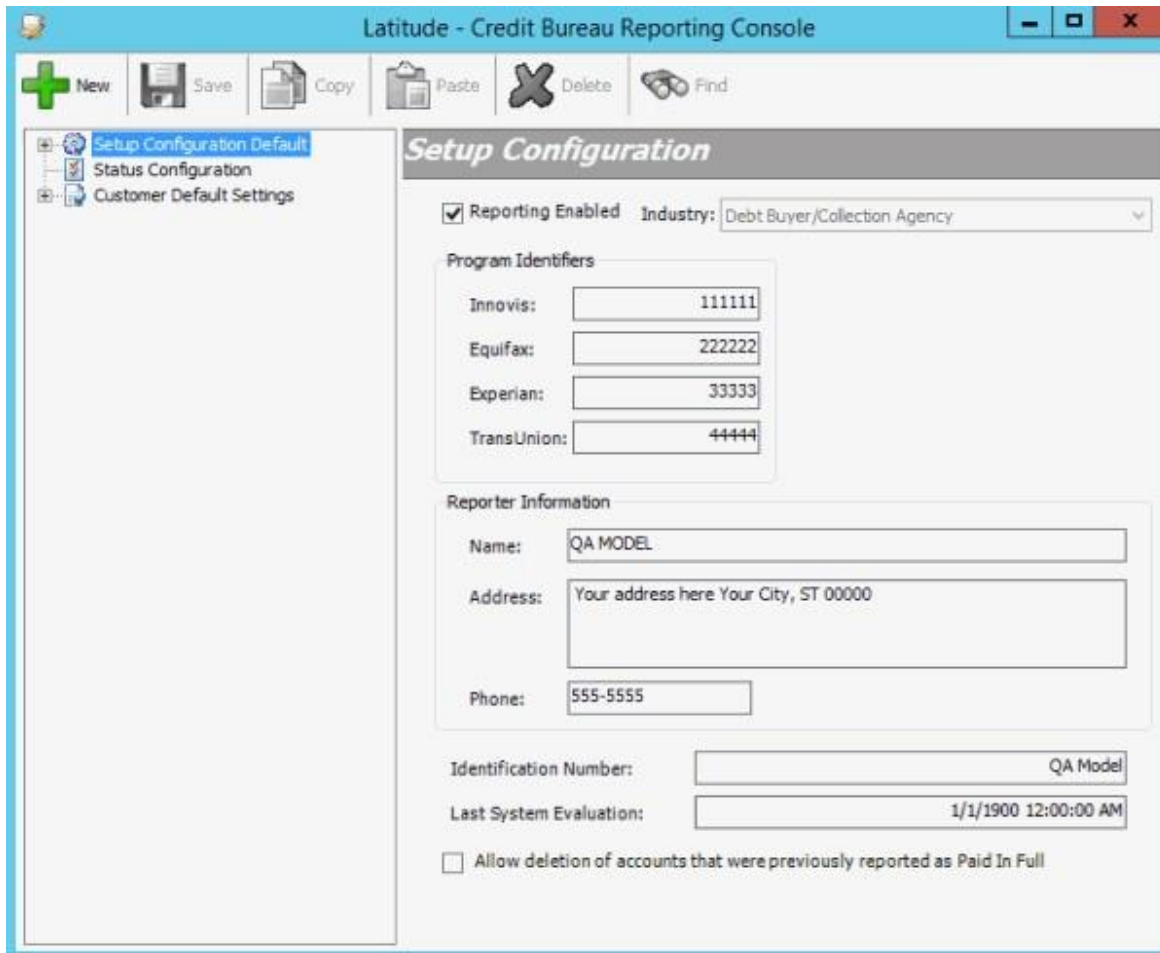 Latitude - Credit Bureau Reporting Console
New Save Copy Paste Delete Find
Setup Configuration Default
Status Configuration
Customer Default Settings
Setup Configuration
Reporting Enabled Industry: Debt Buyer/Collection Agency
Program Identifiers
Innovis: 111111
Equifax: 222222
Experian: 33333
TransUnion: 44444
Reporter Information
Name: QA MODEL
Address: Your address here Your City, ST 00000
Phone: 555-5555
Identification Number: QA Model
Last System Evaluation: 1/1/1900 12:00:00 AM
Allow deletion of accounts that were previously reported as Paid In Full